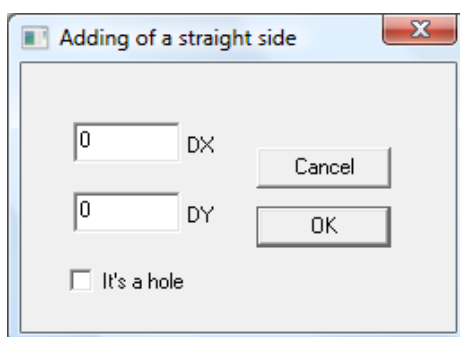 Adding of a straight side
0 DX
Cancel
0 DY
OK
It's a hole